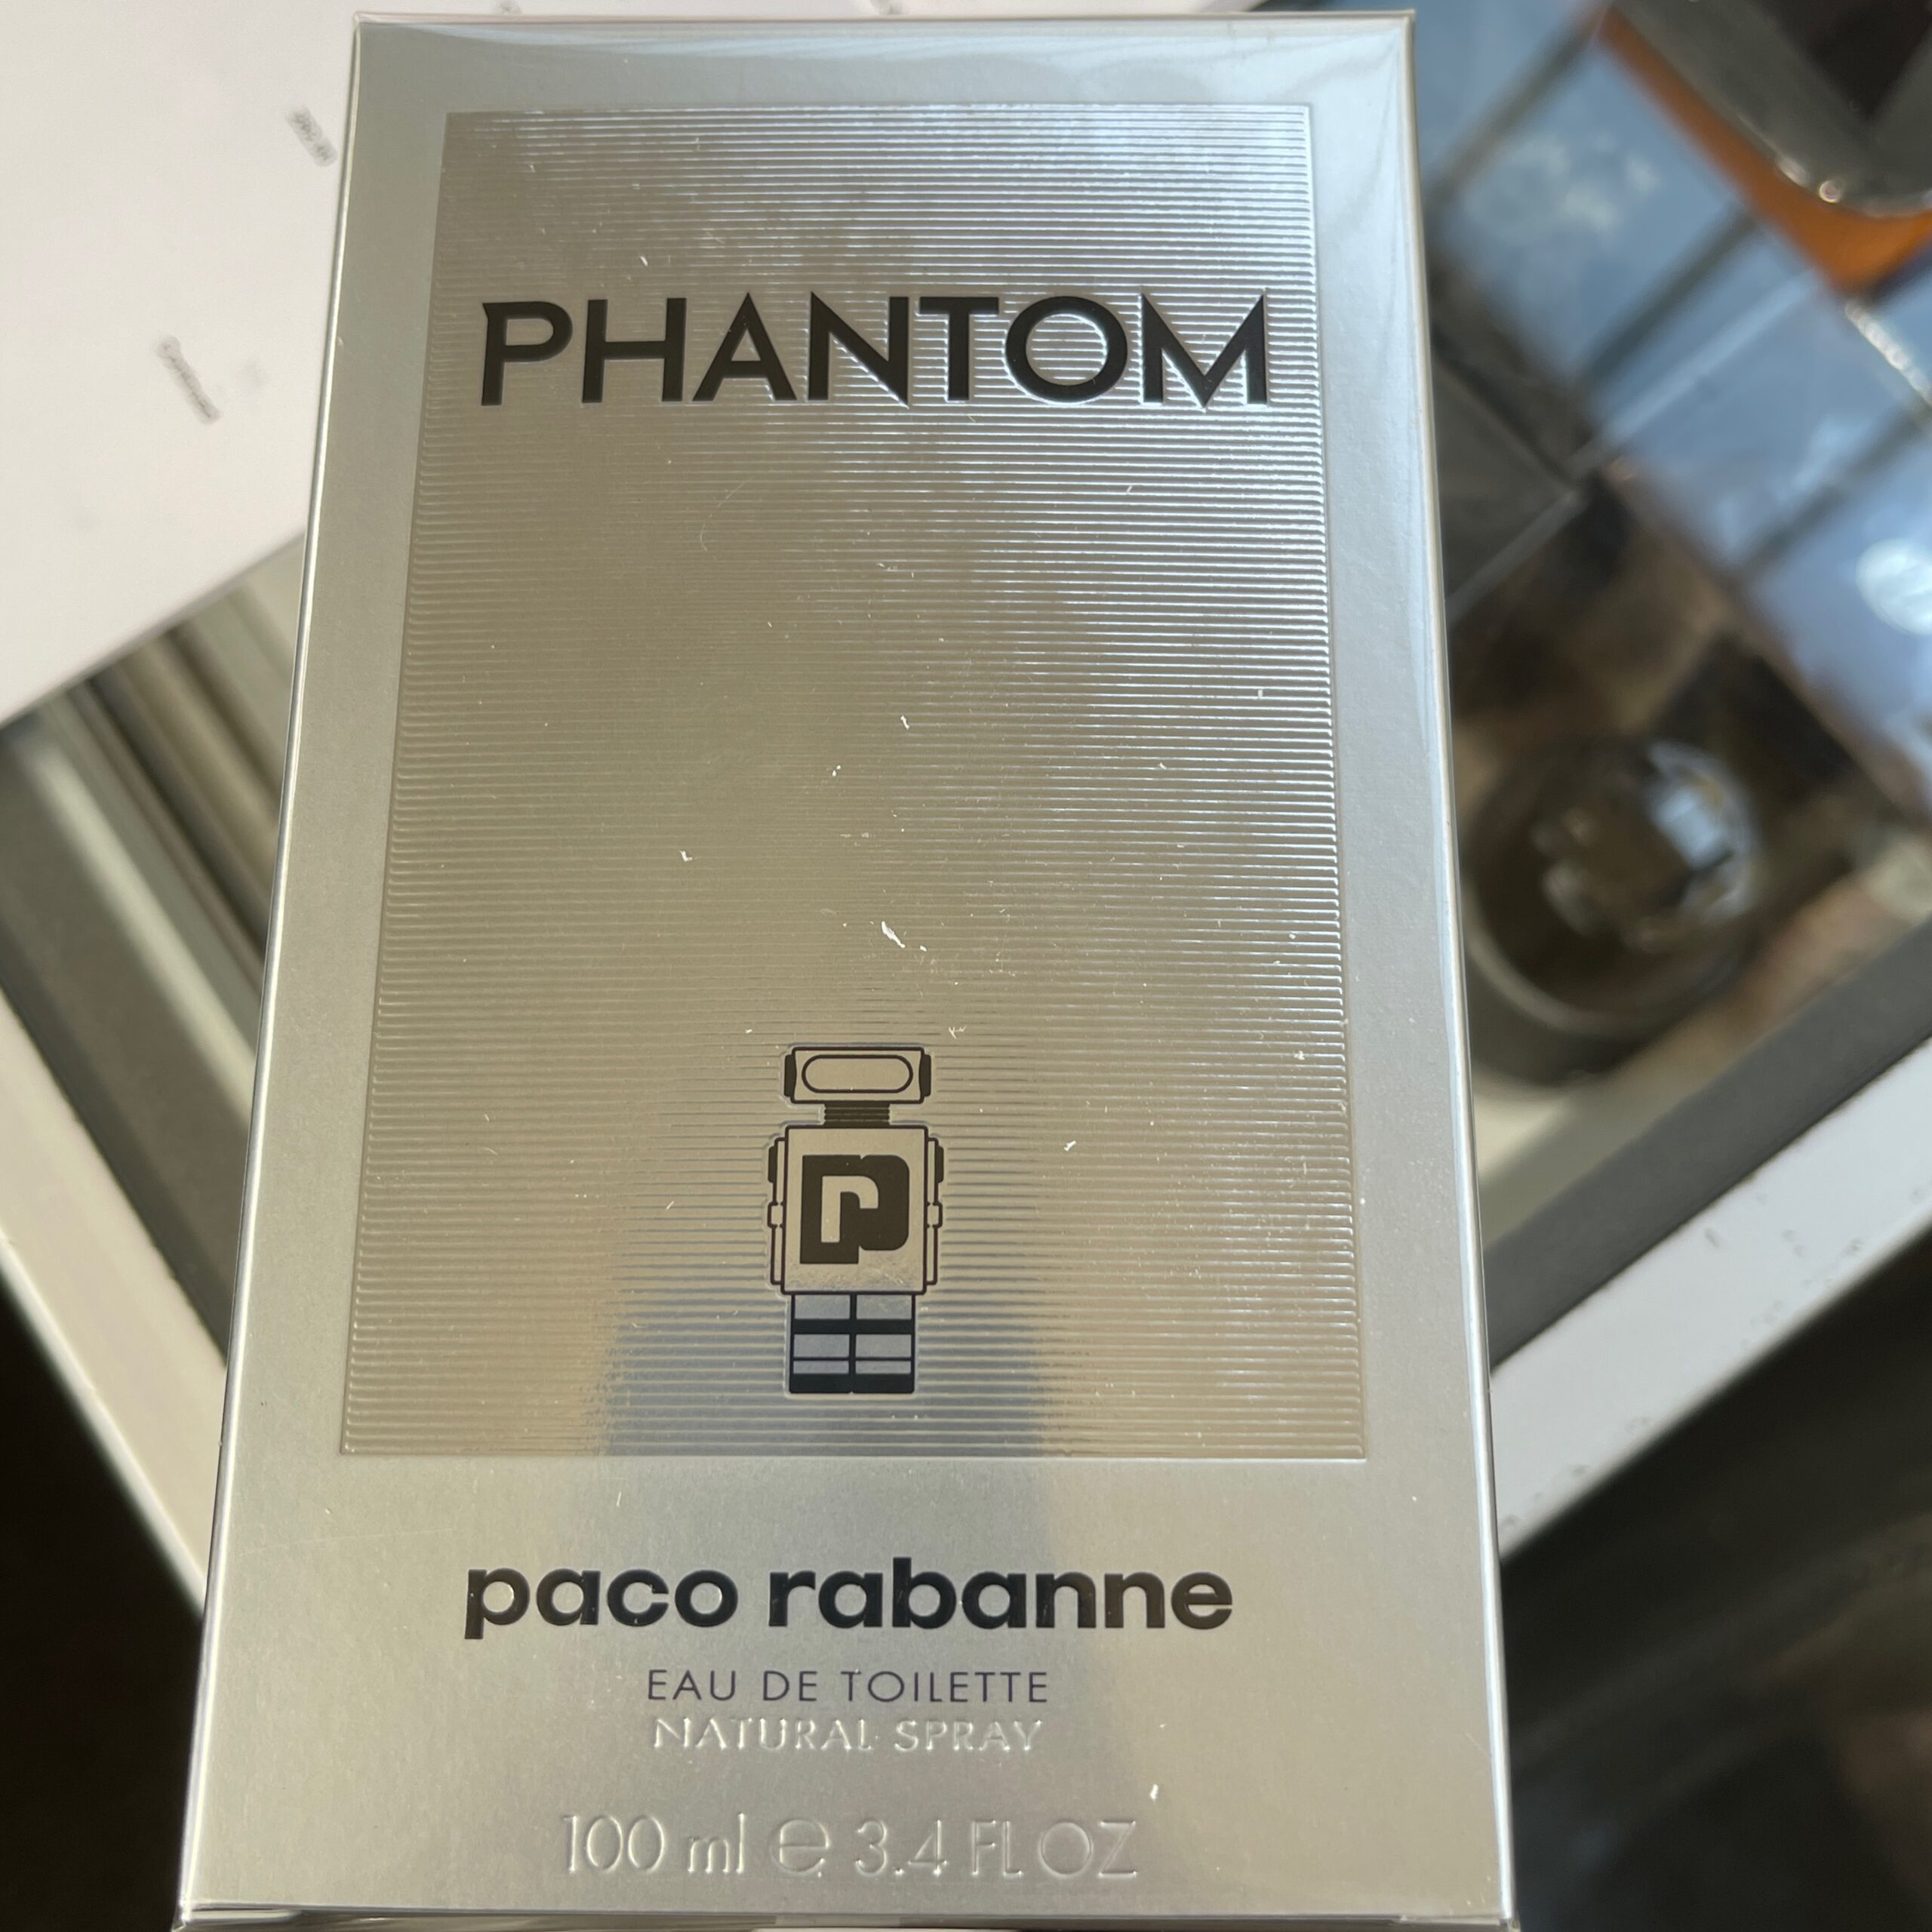 PHANTOM
paco rabanne
EAU DE TOILETTE
NATURAL SPRAY
100 ml e 3.4 FL OZ